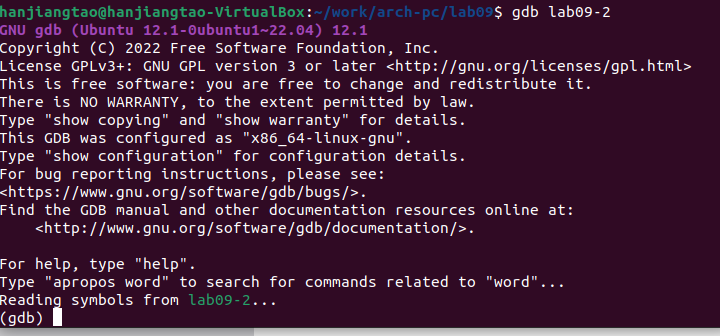 hanjiangtao@hanjiangtao-VirtualBox:~/work/arch-pc/lab09$ gdb lab09-2
GNU gdb (Ubuntu 12.1-0ubuntu1~22.04) 12.1
Copyright (C) 2022 Free Software Foundation, Inc.
License GPLv3+: GNU GPL version 3 or later <http://gnu.org/licenses/gpl.html>
This is free software: you are free to change and redistribute it.
There is NO WARRANTY, to the extent permitted by law.
Type "show copying" and "show warranty" for details.
This GDB was configured as "x86_64-linux-gnu".
Type "show configuration" for configuration details.
For bug reporting instructions, please see:
<https://www.gnu.org/software/gdb/bugs/>.
Find the GDB manual and other documentation resources online at:
    <http://www.gnu.org/software/gdb/documentation/>.

For help, type "help".
Type "apropos word" to search for commands related to "word"...
Reading symbols from lab09-2...
(gdb)